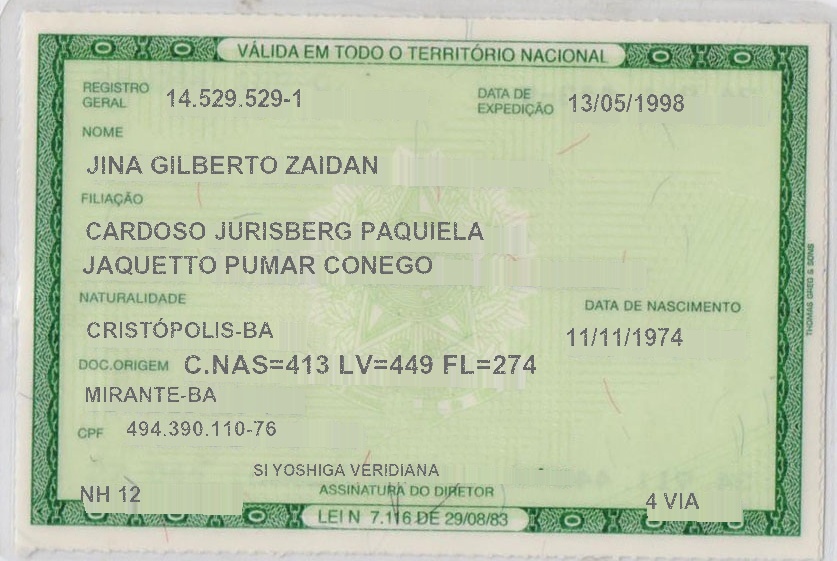 VÁLIDA EM TODO O TERRITÓRIO NACIONAL
REGISTRO GERAL 14.529.529-1 DATA DE EXPEDIÇÃO 13/05/1998
NOME
JINA GILBERTO ZAIDAN
FILIAÇÃO
CARDOSO JURISBERG PAQUIELA
JAQUETTO PUMAR CONEGO
NATURALIDADE DATA DE NASCIMENTO
CRISTÓPOLIS-BA 11/11/1974
DOC.ORIGEM C.NAS=413 LV=449 FL=274
MIRANTE-BA
CPF 494.390.110-76
SI YOSHIGA VERIDIANA
NH 12 ASSINATURA DO DIRETOR 4 VIA
LEI N 7.116 DE 29/08/83
THOMAS GREG & SONS